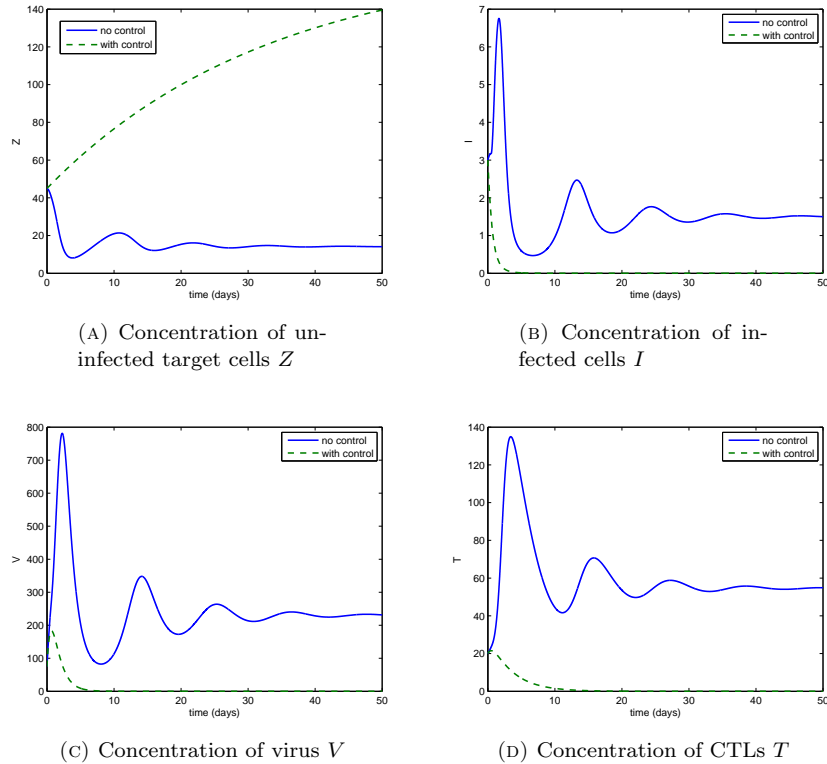 140
120
100
80
60
40
20
0
Z
no control
with control
0 10 20 30 40 50
time (days)
(A) Concentration of un-
infected target cells Z
7
6
5
4
3
2
1
0
I
no control
with control
0 10 20 30 40 50
time (days)
(B) Concentration of in-
fected cells I
800
700
600
500
400
300
200
100
0
V
no control
with control
0 10 20 30 40 50
time (days)
(C) Concentration of virus V
140
120
100
80
60
40
20
0
T
no control
with control
0 10 20 30 40 50
time (days)
(D) Concentration of CTLs T